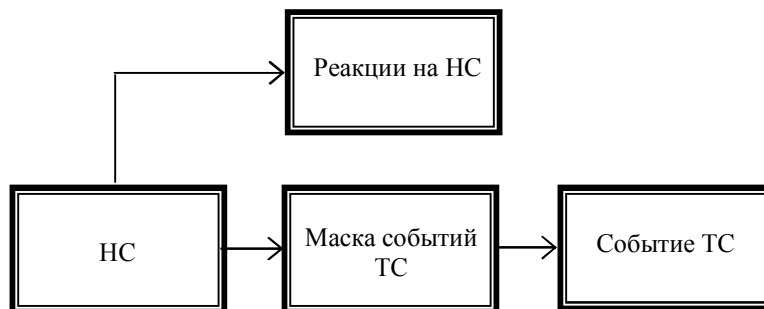 Реакции на НС
НС
Маска событий
ТС
Событие ТС